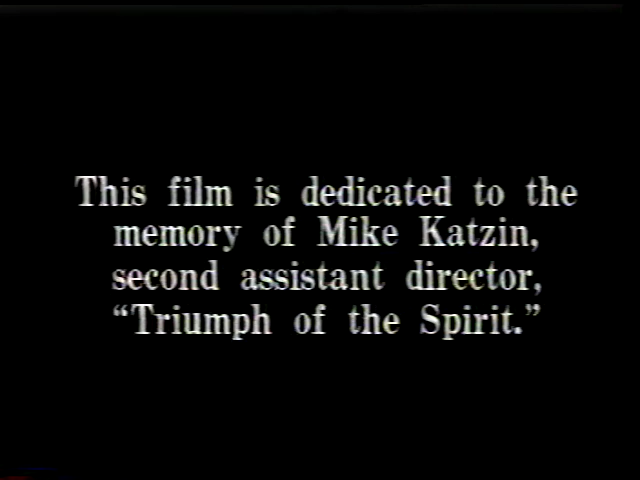 This film is dedicated to the
memory of Mike Katzin,
second assistant director,
“Triumph of the Spirit.”